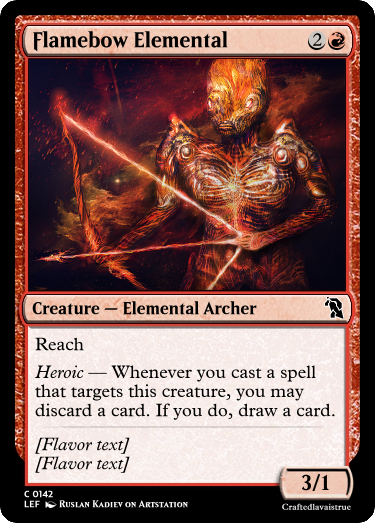 Flamebow Elemental 2
Creature — Elemental Archer
Reach
Heroic — Whenever you cast a spell
that targets this creature, you may
discard a card. If you do, draw a card.
[Flavor text]
[Flavor text]
3/1
C 0142
LEF Ruslan Kadiev on Artstation
Craftedlavaistrue